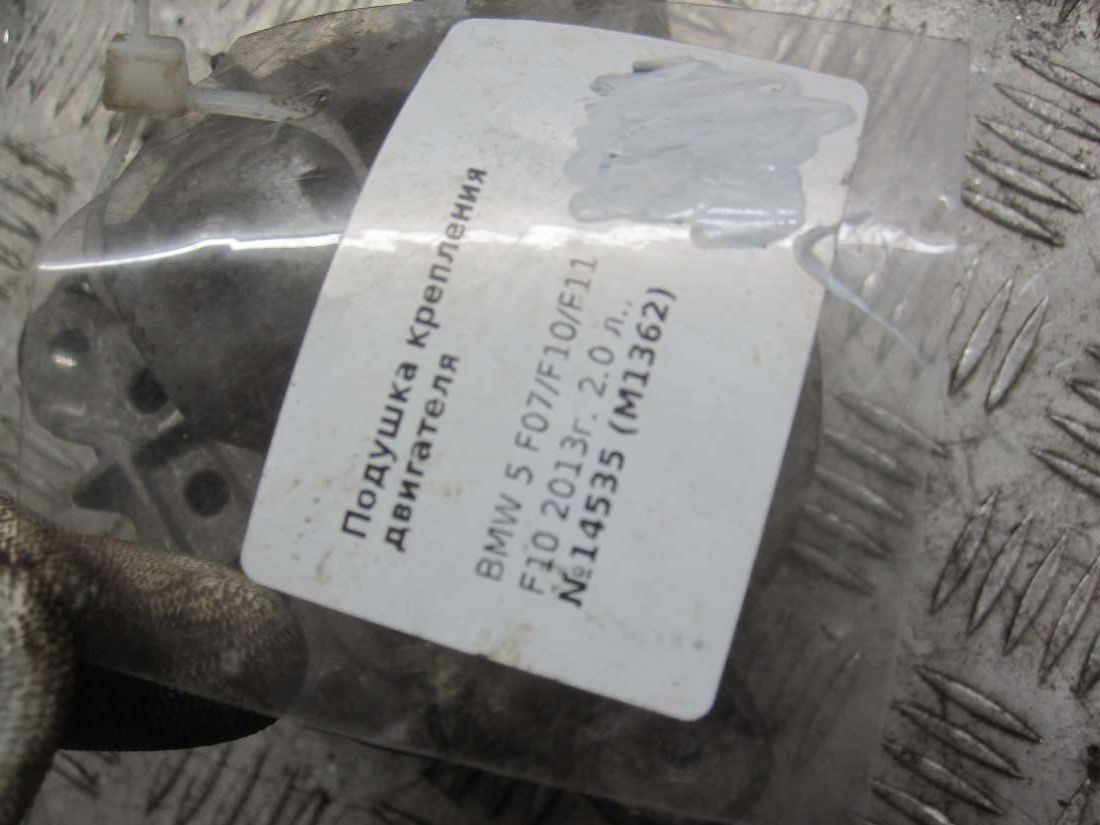 Подушка крепления
двигателя
BMW 5 F07/F10/F11
F10 2013г. 2.0 л.,
№14535 (M1362)